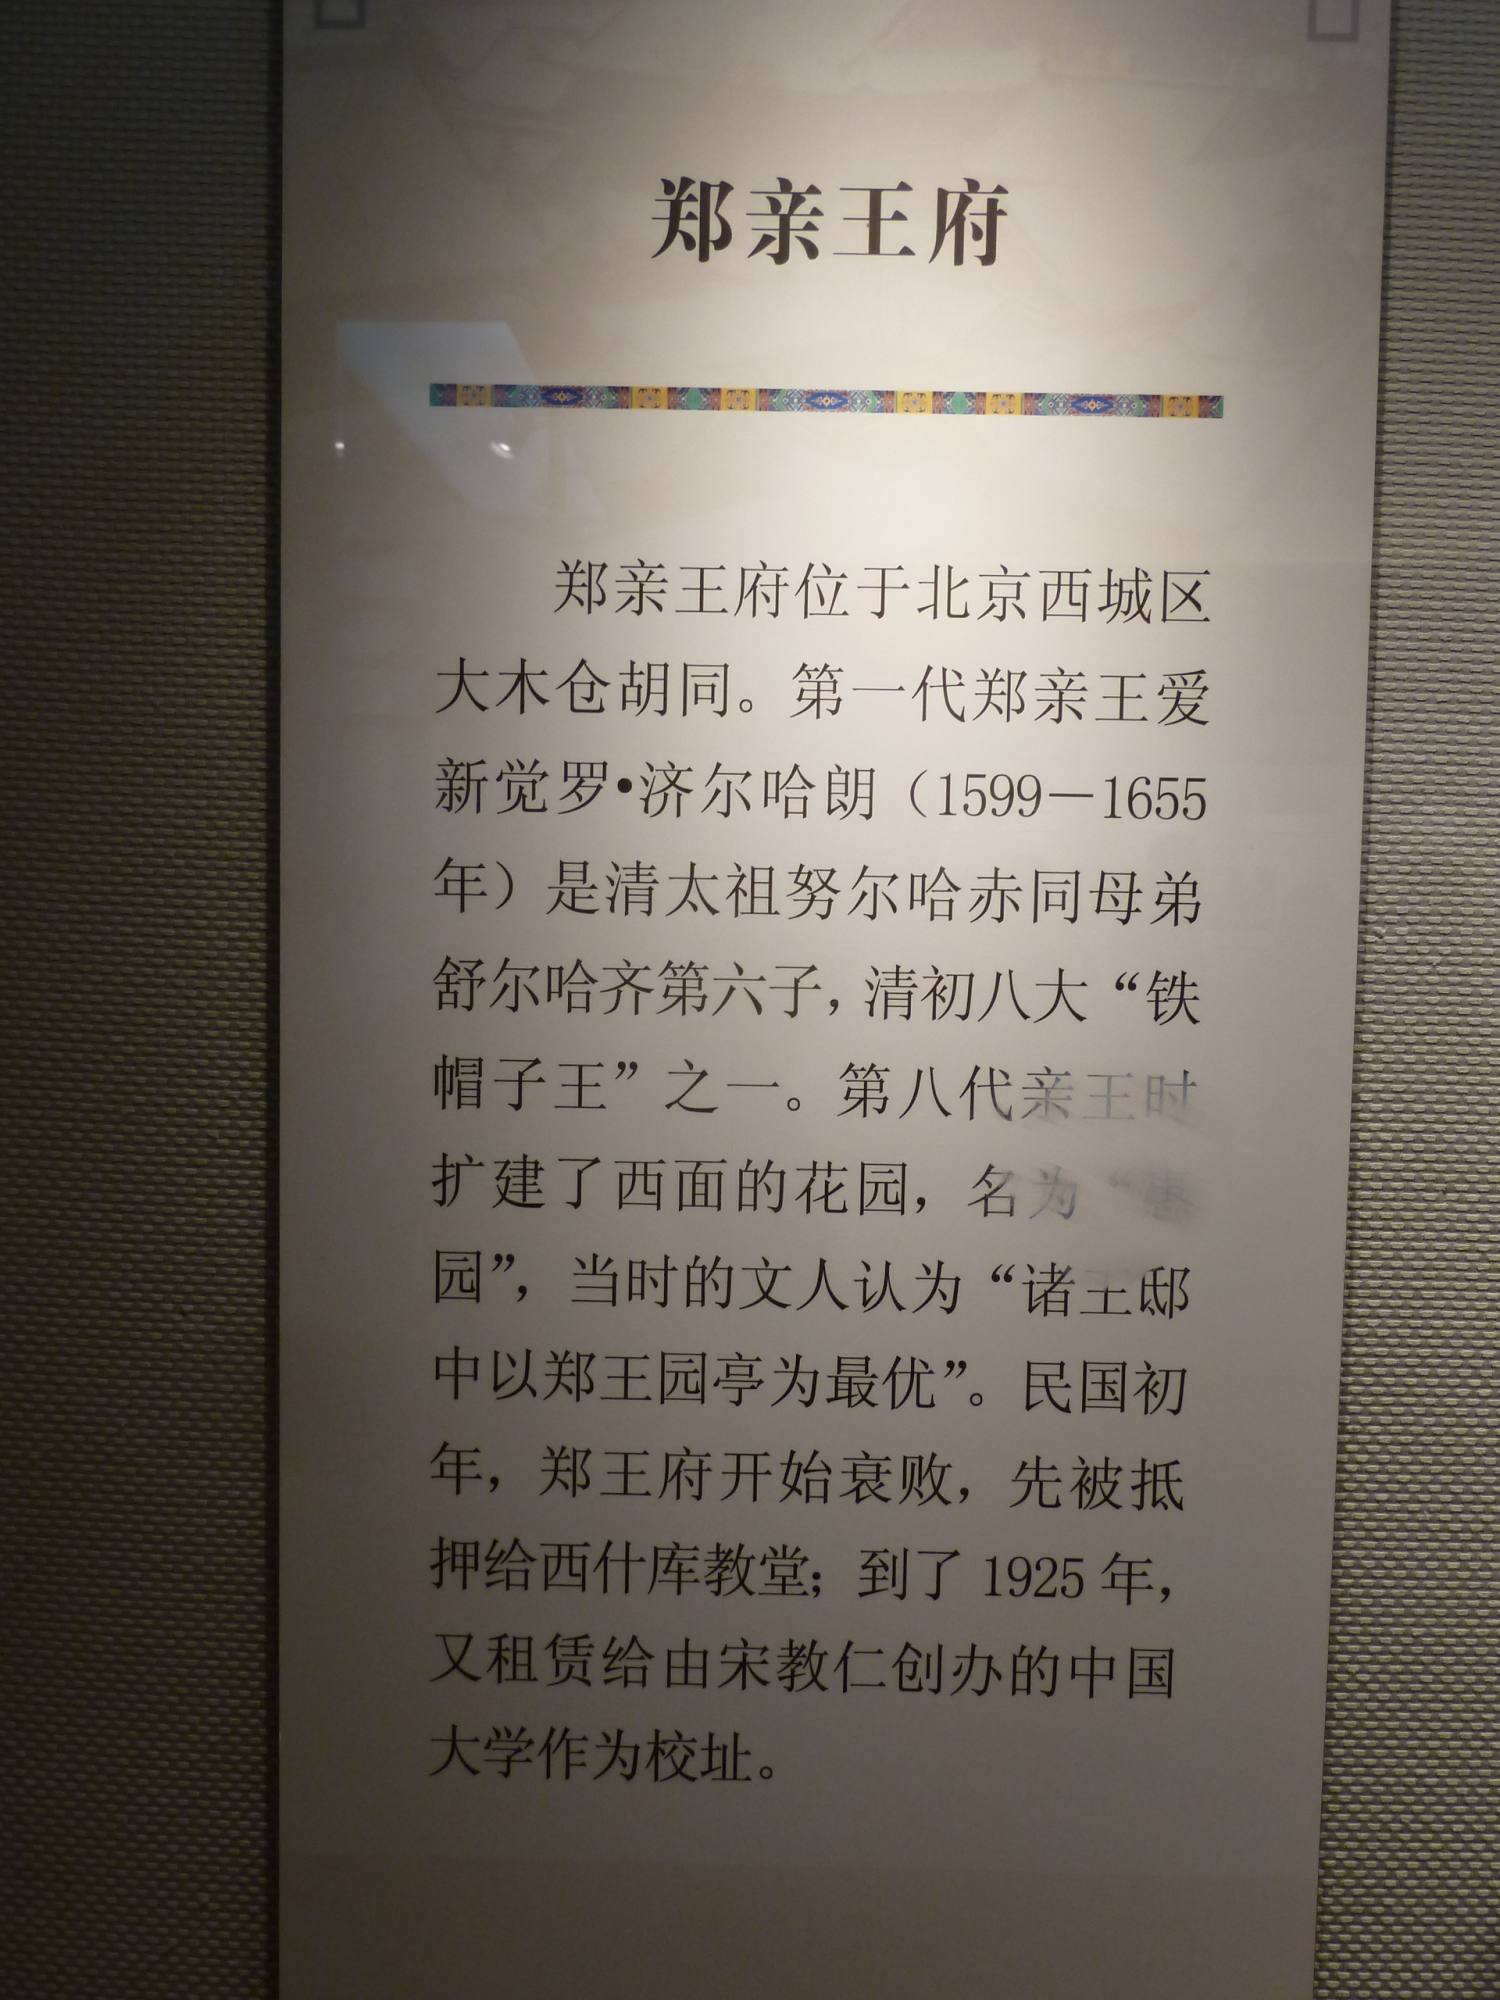 郑亲王府
郑亲王府位于北京西城区
大木仓胡同。第一代郑亲王爱
新觉罗•济尔哈朗（1599－1655
年）是清太祖努尔哈赤同母弟
舒尔哈齐第六子，清初八大“铁
帽子王”之一。第八代亲王时
扩建了西面的花园，名为“
园”，当时的文人认为“诸王邸
中以郑王园亭为最优”。民国初
年，郑王府开始衰败，先被抵
押给西什库教堂；到了 1925 年，
又租赁给由宋教仁创办的中国
大学作为校址。